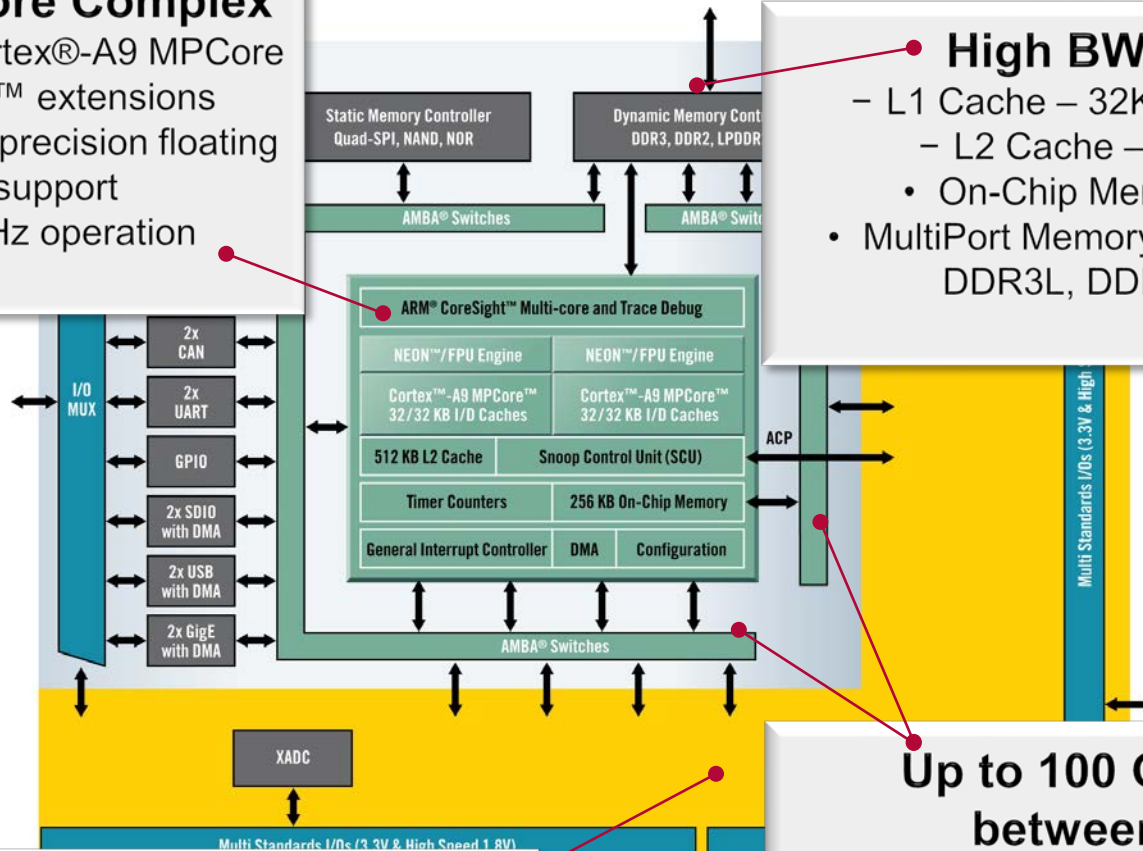 ore Complex
rtex®-A9 MPCore
™ extensions
precision floating
support
Hz operation
High BW
– L1 Cache – 32K
– L2 Cache –
• On-Chip Mem
• MultiPort Memory
DDR3L, DD
Static Memory Controller
Quad-SPI, NAND, NOR
Dynamic Memory Cont
DDR3, DDR2, LPDDR
AMBA® Switches
AMBA® Switc
I/O
MUX
2x
CAN
2x
UART
GPIO
2x SDIO
with DMA
2x USB
with DMA
2x GigE
with DMA
ARM® CoreSight™ Multi-core and Trace Debug
NEON™/FPU Engine
NEON™/FPU Engine
Cortex™-A9 MPCore™
32/32 KB I/D Caches
Cortex™-A9 MPCore™
32/32 KB I/D Caches
512 KB L2 Cache
Snoop Control Unit (SCU)
Timer Counters
256 KB On-Chip Memory
General Interrupt Controller
DMA
Configuration
ACP
AMBA® Switches
Multi Standards I/Os (3.3V & High
XADC
Multi Standards I/Os (3.3V & High Speed 1.8V)
Up to 100
between